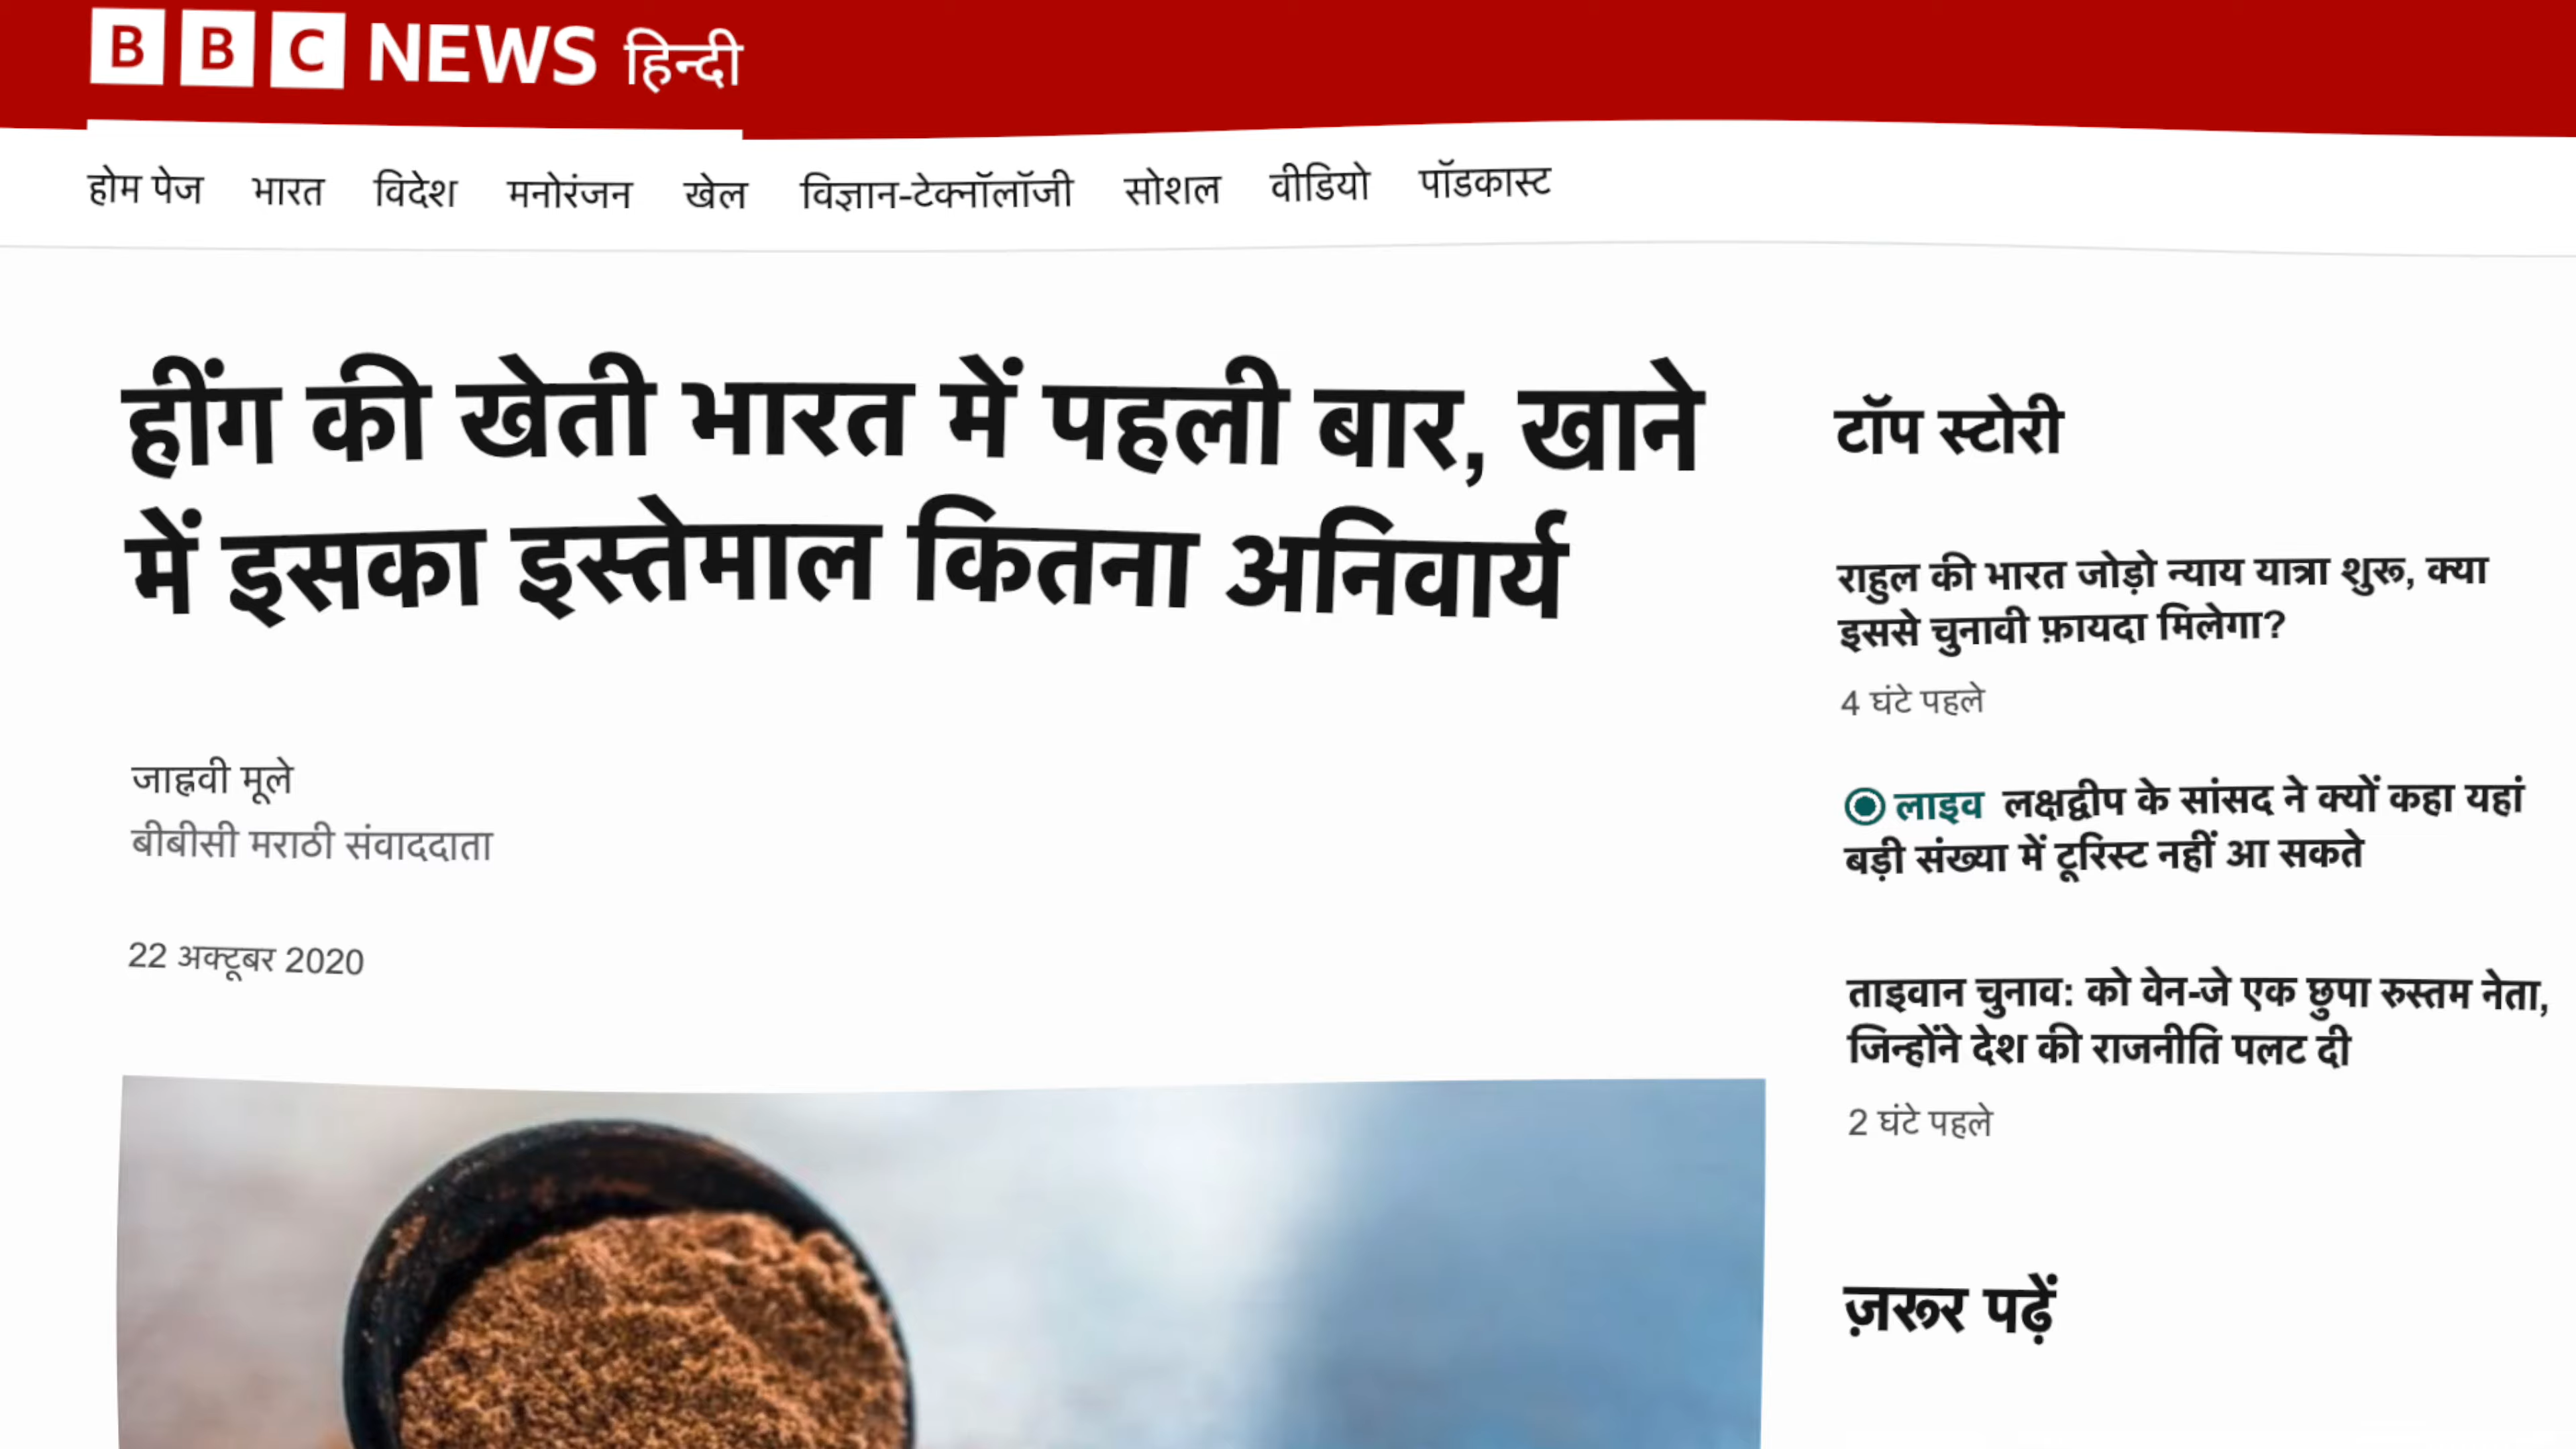 BBC NEWS हिन्दी
होम पेज भारत विदेश मनोरंजन खेल विज्ञान-टेक्नॉलॉजी सोशल वीडियो पॉडकास्ट
हींग की खेती भारत में पहली बार, खाने
में इसका इस्तेमाल कितना अनिवार्य
जाह्नवी मूले
बीबीसी मराठी संवाददाता
22 अक्टूबर 2020
टॉप स्टोरी
राहुल की भारत जोड़ो न्याय यात्रा शुरू, क्या
इससे चुनावी फ़ायदा मिलेगा?
4 घंटे पहले
लाइव लक्षद्वीप के सांसद ने क्यों कहा यहां
बड़ी संख्या में टूरिस्ट नहीं आ सकते
ताइवान चुनाव: को वेन-जे एक छुपा रुस्तम नेता,
जिन्होंने देश की राजनीति पलट दी
2 घंटे पहले
ज़रूर पढ़ें